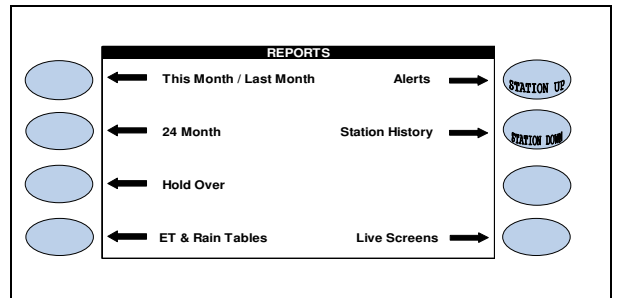 REPORTS
This Month / Last Month
Alerts
STATION UP
24 Month
Station History
STATION DOWN
Hold Over
ET & Rain Tables
Live Screens